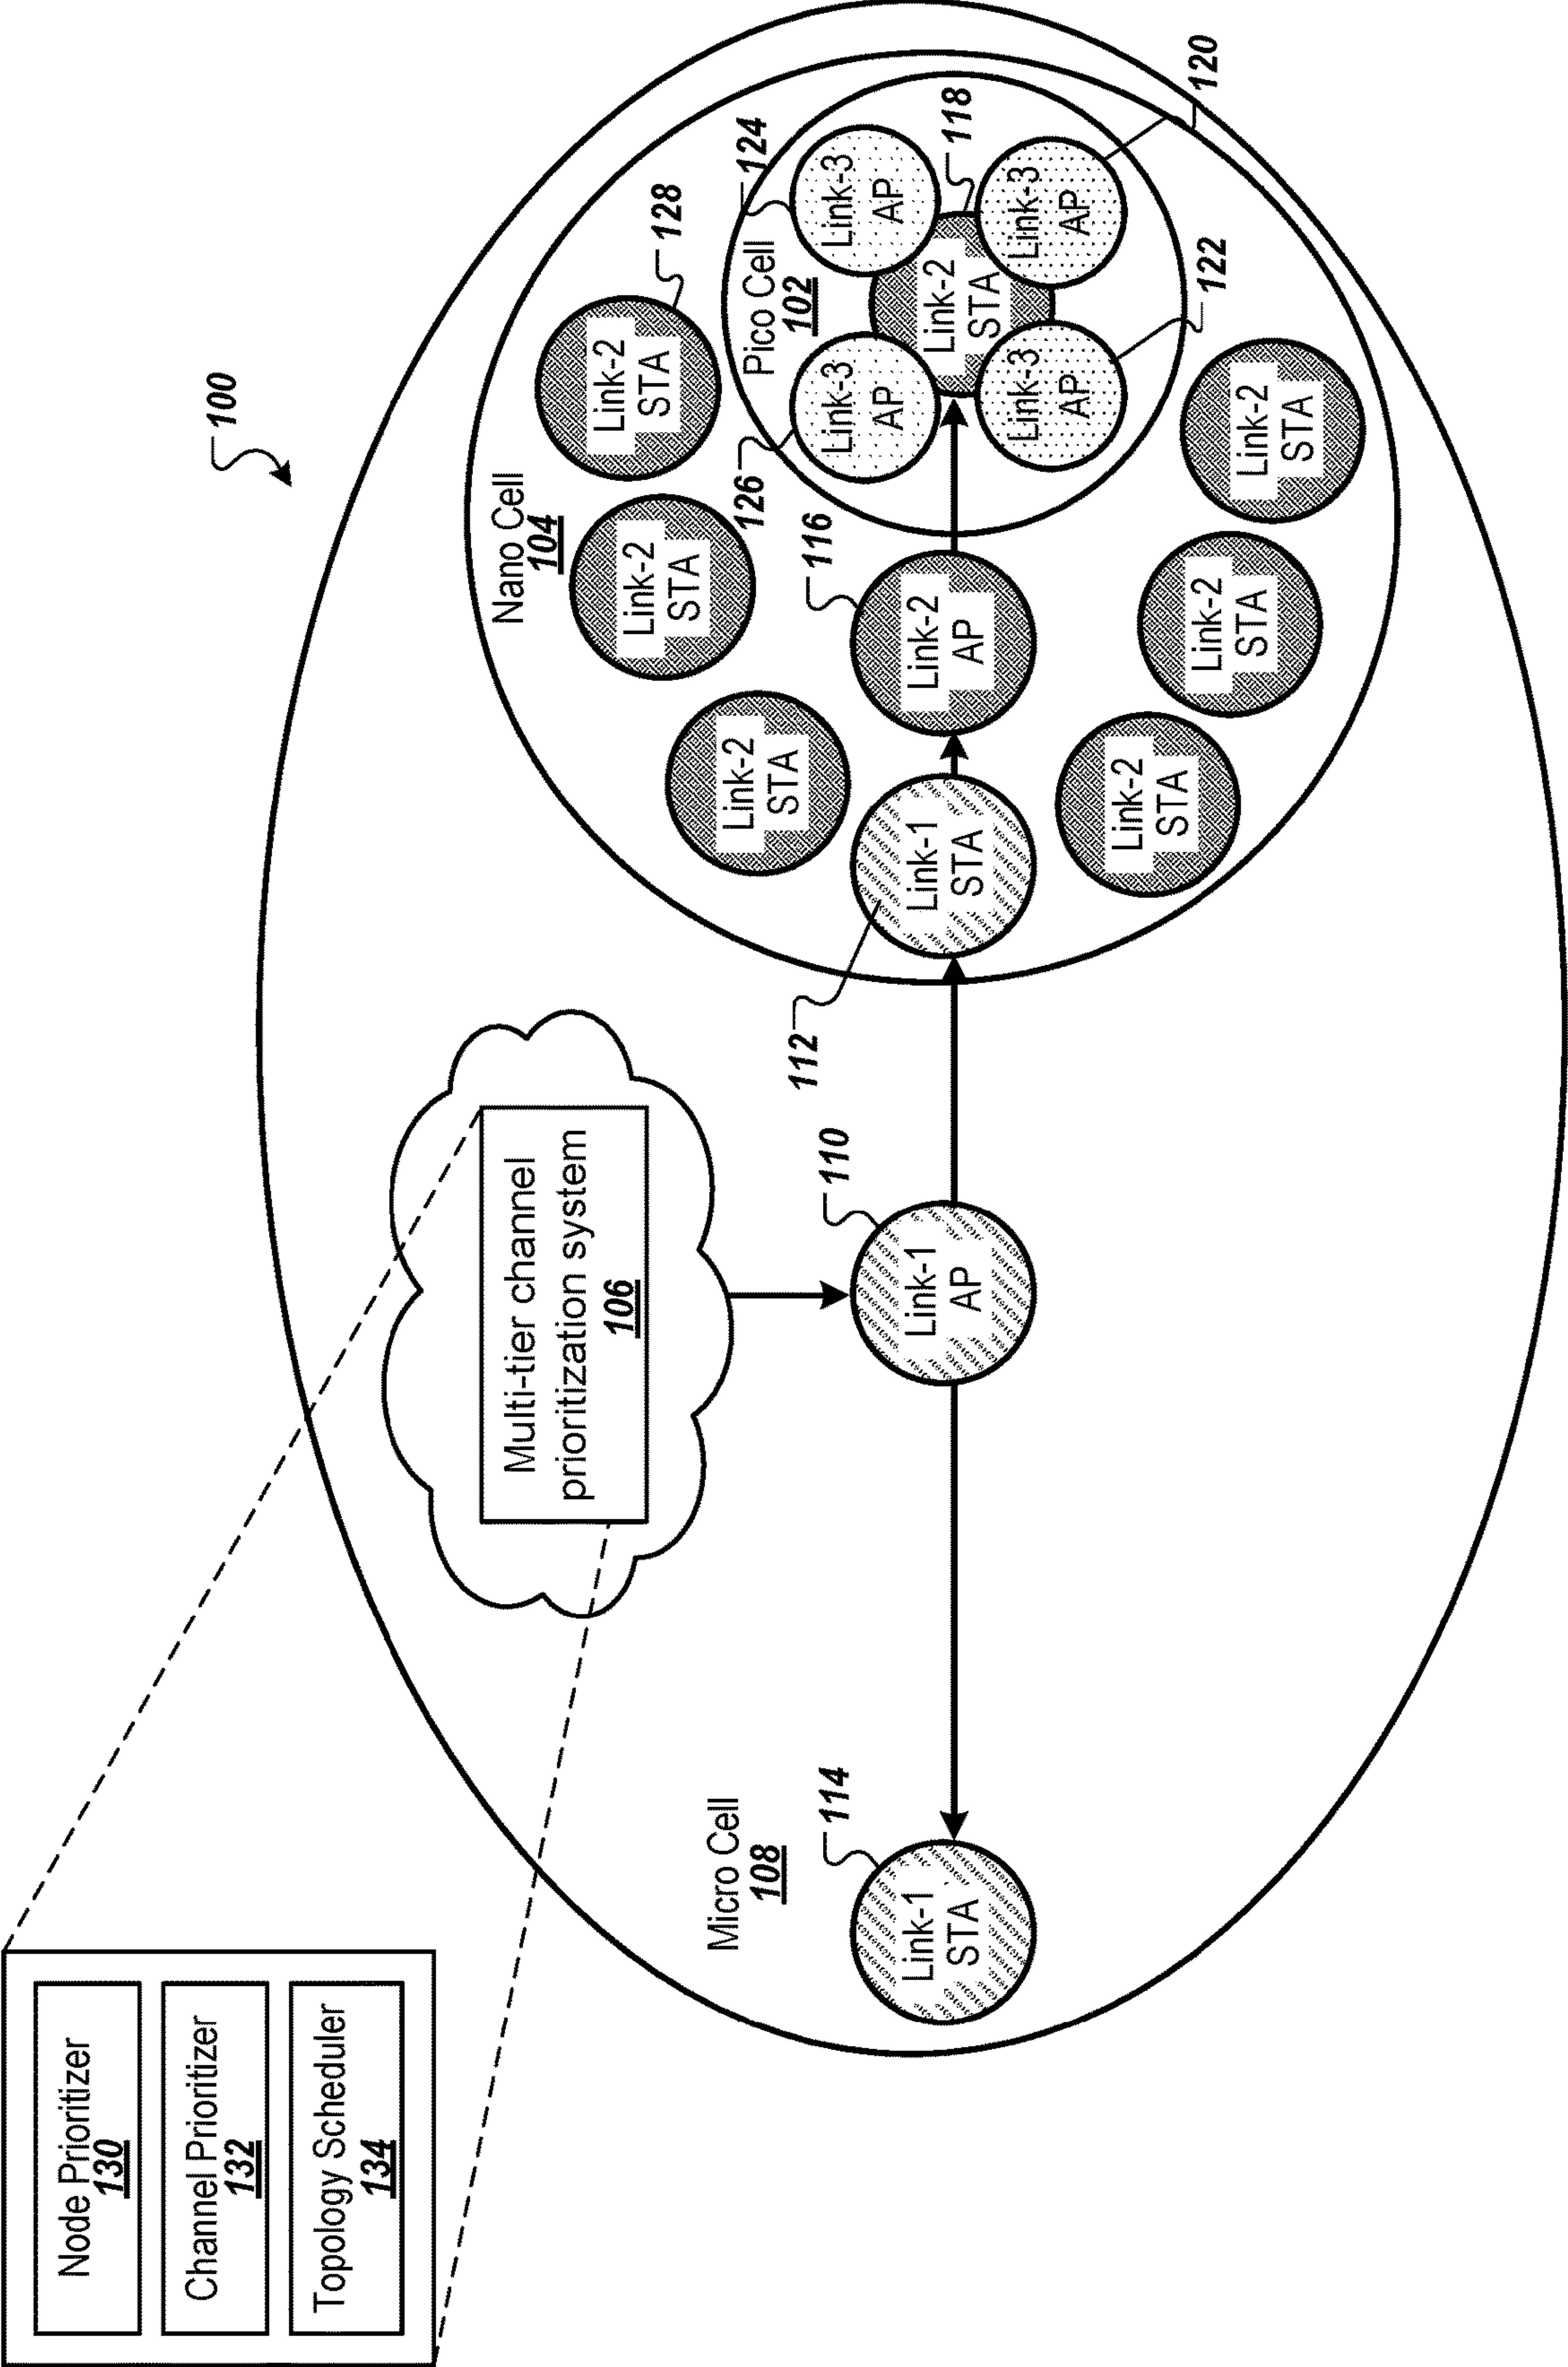 100
Node Prioritizer
130
Channel Prioritizer
132
Topology Scheduler
134
Multi-tier channel
prioritization system
106
Micro Cell
108
Link-1
STA
114
Link-1
AP
110
Link-1
STA
112
Nano Cell
104
Link-2
AP
116
Link-2
STA
Link-2
STA
Link-2
STA
128
Link-2
STA
Link-2
STA
Link-2
STA
Pico Cell
102
Link-3
AP
126
Link-3
AP
124
Link-2
STA
118
Link-3
AP
122
Link-3
AP
120